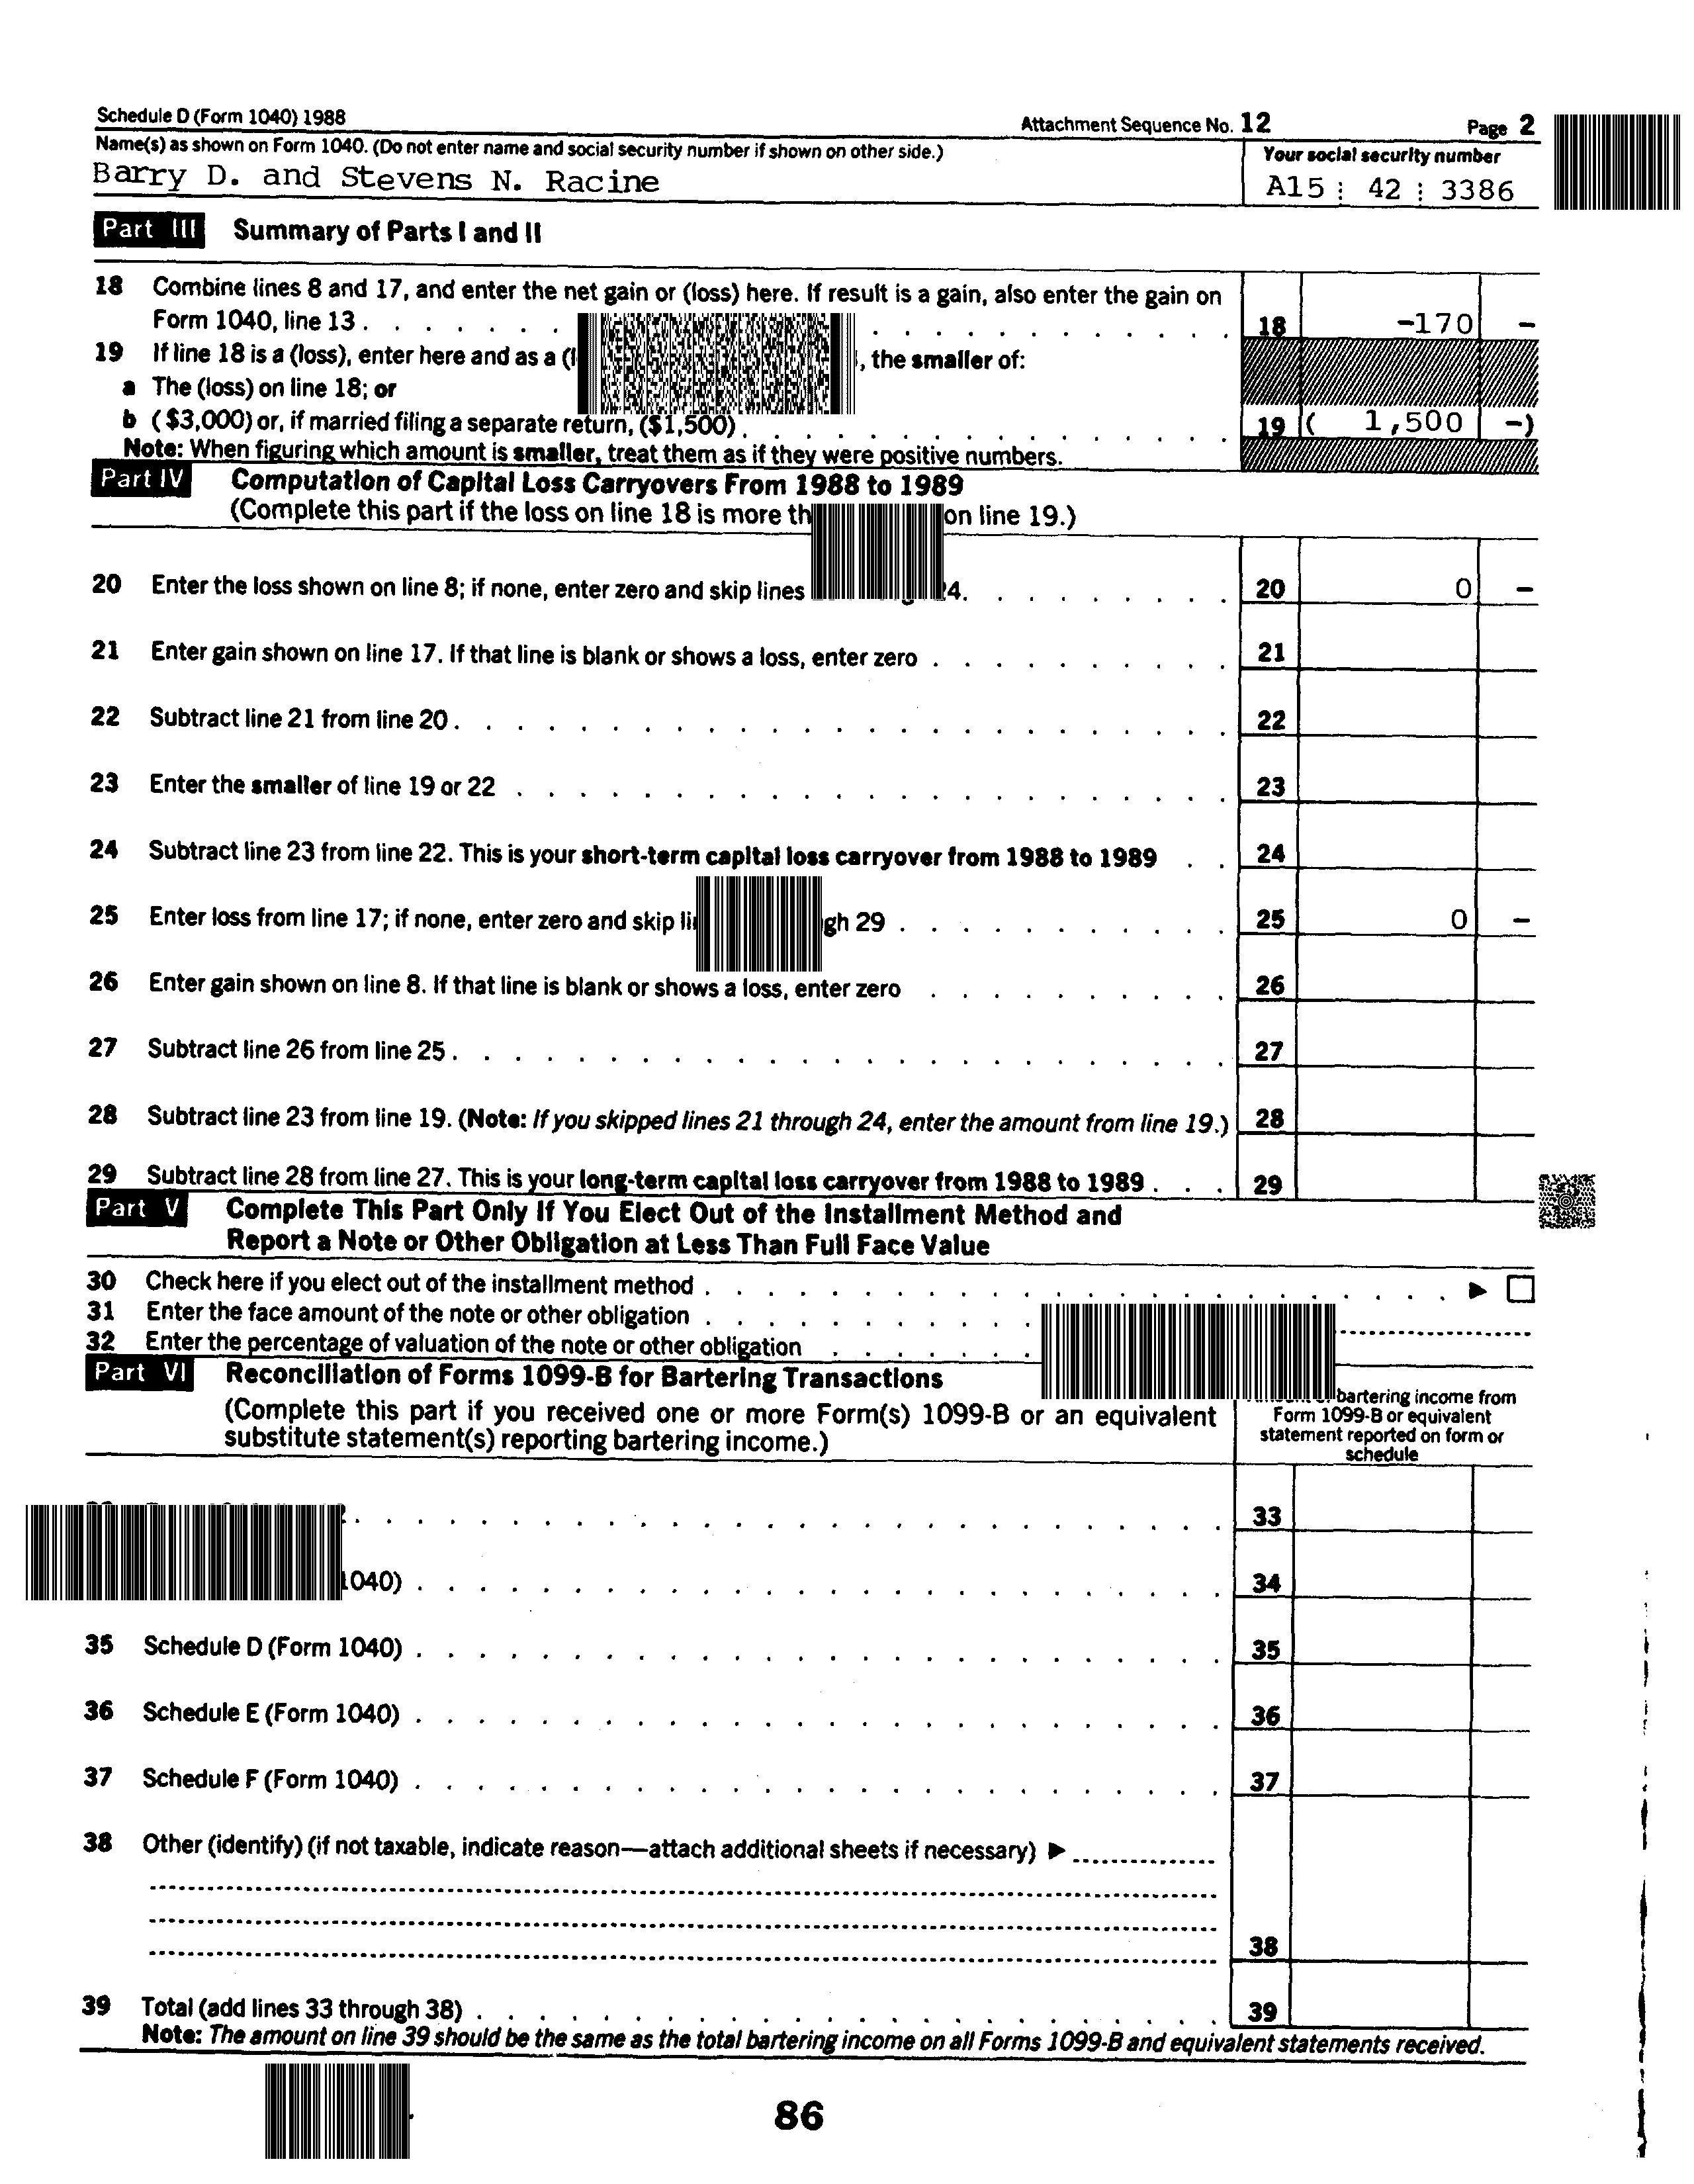 Schedule D (Form 1040) 1988 Attachment Sequence No. 12 Page 2
Name(s) as shown on Form 1040. (Do not enter name and social security number if shown on other side.) Your social security number
Barry D. and Stevens N. Racine A15 42 3386
Part III Summary of Parts I and II
18 Combine lines 8 and 17, and enter the net gain or (loss) here. If result is a gain, also enter the gain on
Form 1040, line 13 . . . . . . . 18 -170 -
19 If line 18 is a (loss), enter here and as a , the smaller of:
a The (loss) on line 18; or
b ($3,000) or, if married filing a separate return, ($1,500) . . . . . . . 19 ( 1,500 -)
Note: When figuring which amount is smaller, treat them as if they were positive numbers.
Part IV Computation of Capital Loss Carryovers From 1988 to 1989
(Complete this part if the loss on line 18 is more on line 19.)
20 Enter the loss shown on line 8; if none, enter zero and skip lines . . . . . . . 20 0 -
21 Enter gain shown on line 17. If that line is blank or shows a loss, enter zero . . . . . . . 21
22 Subtract line 21 from line 20 . . . . . . . 22
23 Enter the smaller of line 19 or 22 . . . . . . . 23
24 Subtract line 23 from line 22. This is your short-term capital loss carryover from 1988 to 1989 . . 24
25 Enter loss from line 17; if none, enter zero and skip 29 . . . . . . . 25 0 -
26 Enter gain shown on line 8. If that line is blank or shows a loss, enter zero . . . . . . . 26
27 Subtract line 26 from line 25 . . . . . . . 27
28 Subtract line 23 from line 19. (Note: If you skipped lines 21 through 24, enter the amount from line 19.) 28
29 Subtract line 28 from line 27. This is your long-term capital loss carryover from 1988 to 1989 . . . 29
Part V Complete This Part Only If You Elect Out of the Installment Method and
Report a Note or Other Obligation at Less Than Full Face Value
30 Check here if you elect out of the installment method . . . . . . . ► ☐
31 Enter the face amount of the note or other obligation . . . . . . .
32 Enter the percentage of valuation of the note or other obligation . . . . . . .
Part VI Reconciliation of Forms 1099-B for Bartering Transactions
(Complete this part if you received one or more Form(s) 1099-B or an equivalent
substitute statement(s) reporting bartering income.)
bartering income from
Form 1099-B or equivalent
statement reported on form or
schedule
33
1040) . . . . . . . 34
35 Schedule D (Form 1040) . . . . . . . 35
36 Schedule E (Form 1040) . . . . . . . 36
37 Schedule F (Form 1040) . . . . . . . 37
38 Other (identify) (if not taxable, indicate reason—attach additional sheets if necessary) ►
38
39 Total (add lines 33 through 38) . . . . . . . 39
Note: The amount on line 39 should be the same as the total bartering income on all Forms 1099-B and equivalent statements received.
86